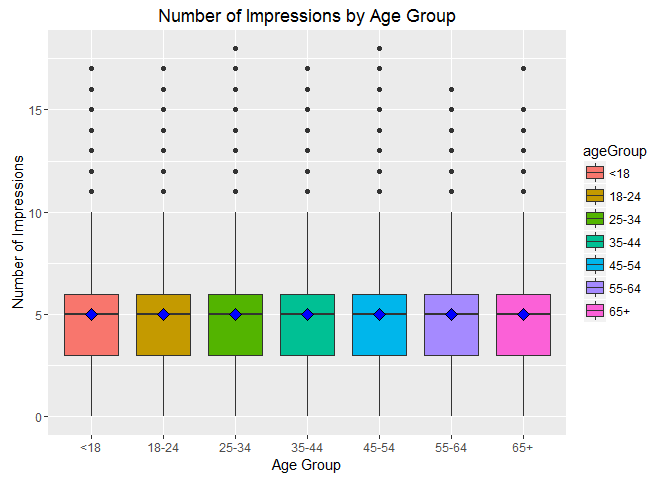 Number of Impressions by Age Group
Number of Impressions
15
10
5
0
<18 18-24 25-34 35-44 45-54 55-64 65+
Age Group
ageGroup
<18
18-24
25-34
35-44
45-54
55-64
65+